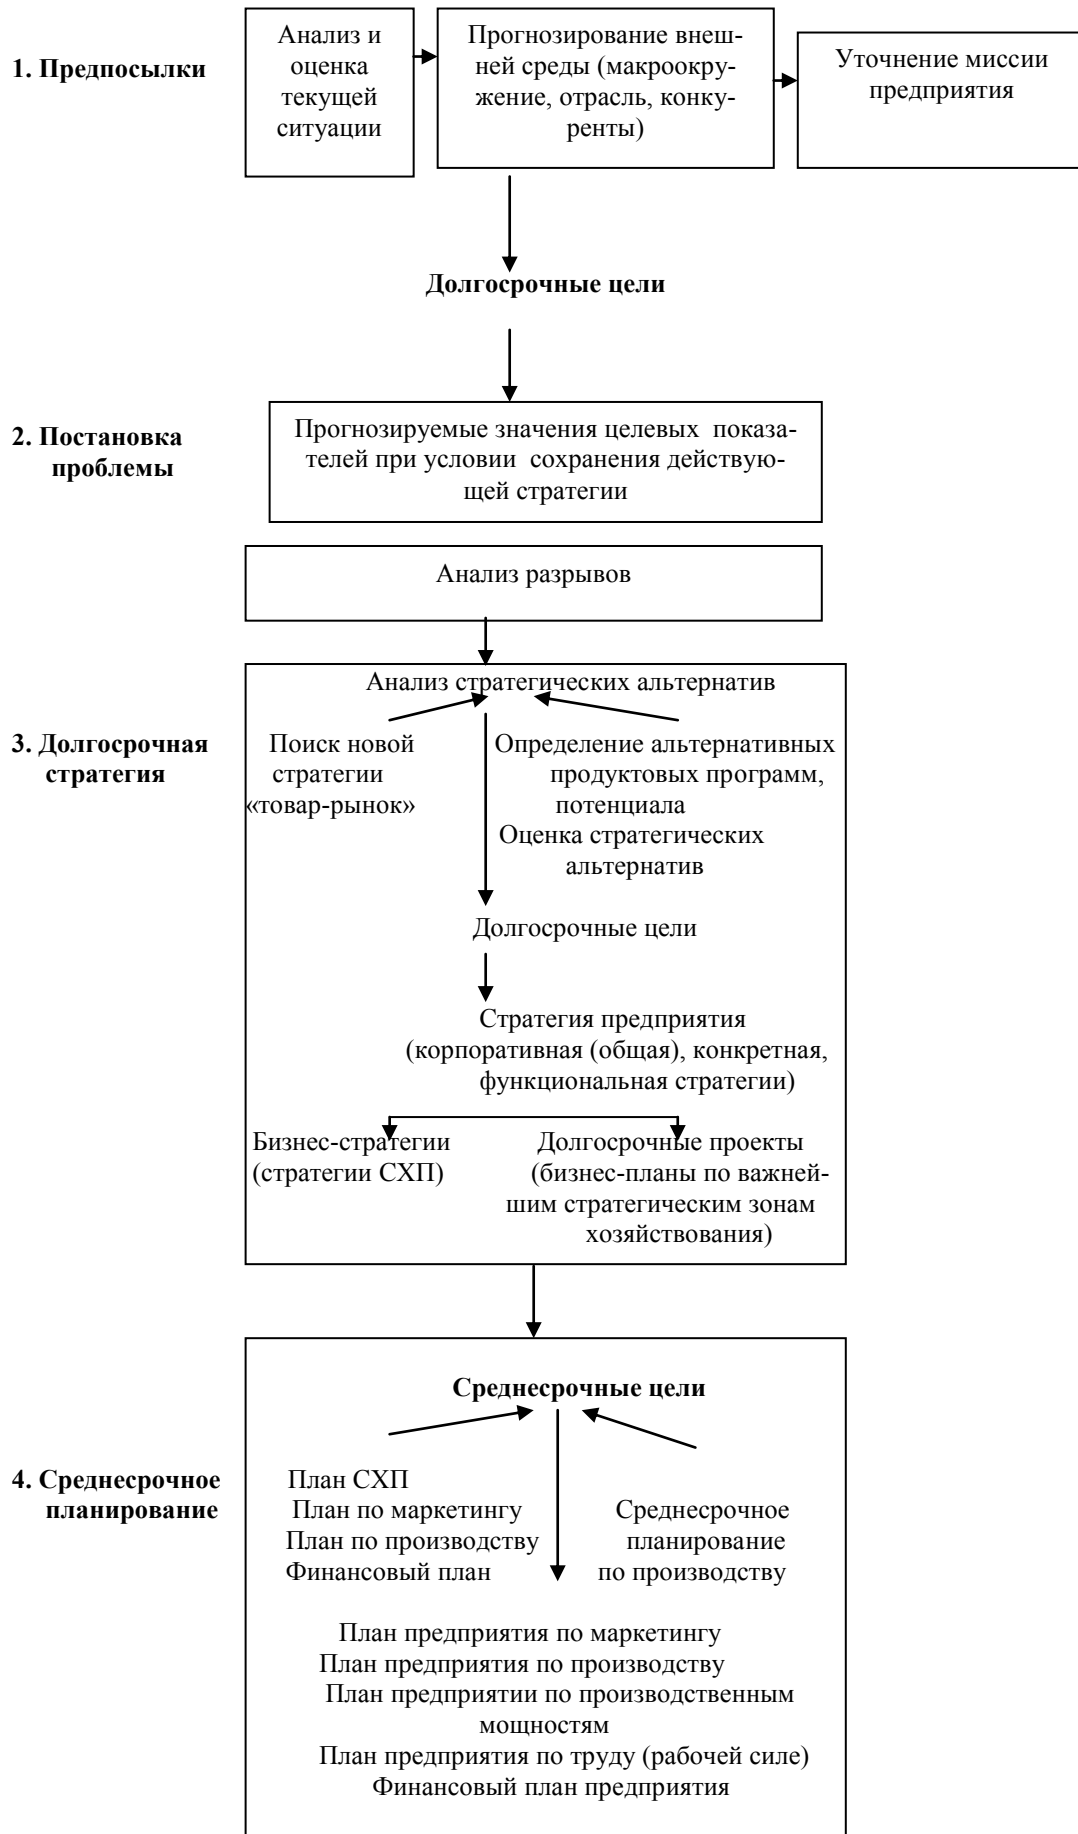 1. Предпосылки
Анализ и
оценка
текущей
ситуации
Прогнозирование внеш-
ней среды (макроокру-
жение, отрасль, конку-
ренты)
Уточнение миссии
предприятия
Долгосрочные цели
2. Постановка
проблемы
Прогнозируемые значения целевых показа-
телей при условии сохранения действую-
щей стратегии
Анализ разрывов
3. Долгосрочная
стратегия
Анализ стратегических альтернатив
Поиск новой
стратегии
«товар-рынок»
Определение альтернативных
продуктовых программ,
потенциала
Оценка стратегических
альтернатив
Долгосрочные цели
Стратегия предприятия
(корпоративная (общая), конкретная,
функциональная стратегии)
Бизнес-стратегии
(стратегии СХП)
Долгосрочные проекты
(бизнес-планы по важней-
шим стратегическим зонам
хозяйствования)
4. Среднесрочное
планирование
Среднесрочные цели
План СХП
План по маркетингу
План по производству
Финансовый план
Среднесрочное
планирование
по производству
План предприятия по маркетингу
План предприятия по производству
План предприятии по производственным
мощностям
План предприятия по труду (рабочей силе)
Финансовый план предприятия